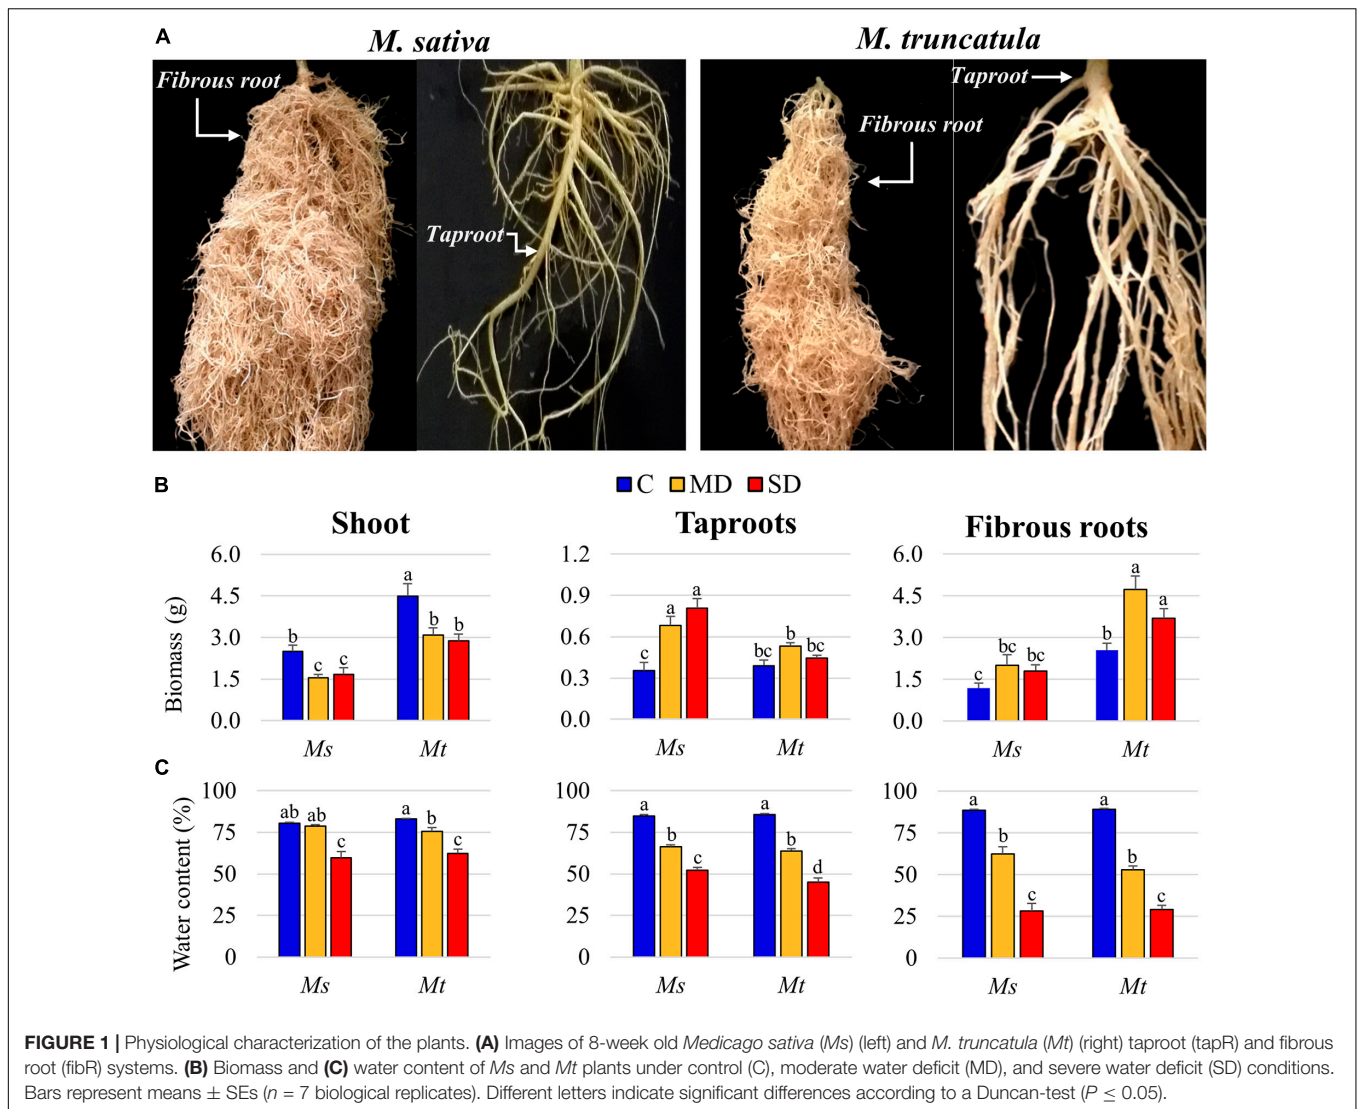 A
M. sativa
M. truncatula
Fibrous root
Taproot
Taproot
Fibrous root
B
C MD SD
Shoot
Taproots
Fibrous roots
Biomass (g)
6.0
4.5
3.0
1.5
0.0
b c c a b b
Ms Mt
1.2
0.9
0.6
0.3
0.0
c a a bc b bc
Ms Mt
6.0
4.5
3.0
1.5
0.0
c bc bc b a a
Ms Mt
C
Water content (%)
100
75
50
25
0
ab ab c a b c
Ms Mt
100
75
50
25
0
a b c a b d
Ms Mt
100
75
50
25
0
a b c a b c
Ms Mt
FIGURE 1 | Physiological characterization of the plants. (A) Images of 8-week old Medicago sativa (Ms) (left) and M. truncatula (Mt) (right) taproot (tapR) and fibrous
root (fibR) systems. (B) Biomass and (C) water content of Ms and Mt plants under control (C), moderate water deficit (MD), and severe water deficit (SD) conditions.
Bars represent means ± SEs (n = 7 biological replicates). Different letters indicate significant differences according to a Duncan-test (P ≤ 0.05).